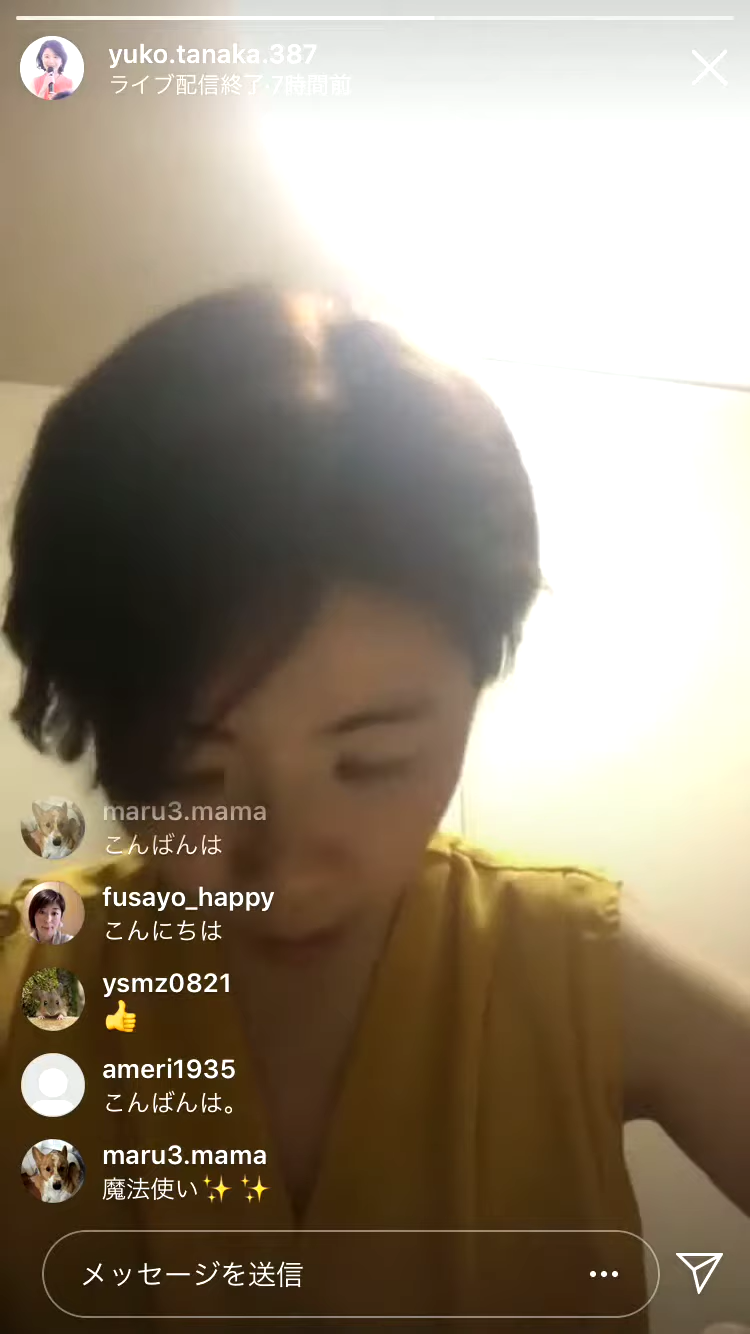 yuko.tanaka.387
ライブ配信終了·7時間前
maru3.mama
こんばんは
fusayo_happy
こんにちは
ysmz0821
👍
ameri1935
こんばんは。
maru3.mama
魔法使い✨✨
メッセージを送信